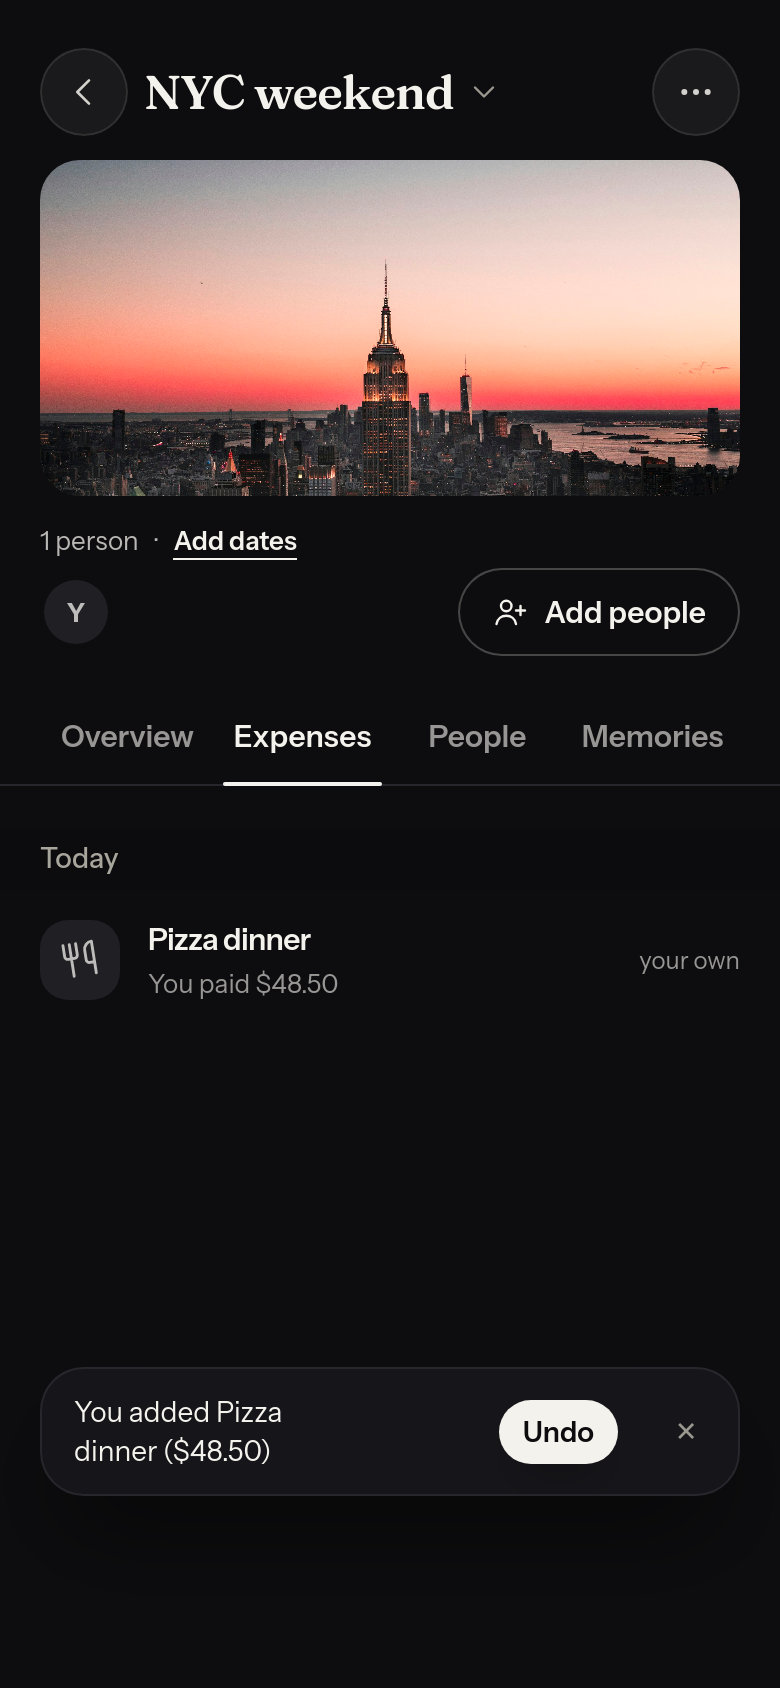 NYC weekend
1 person · Add dates
Y
Add people
Overview Expenses People Memories
Today
Pizza dinner
You paid $48.50
your own
You added Pizza
dinner ($48.50)
Undo